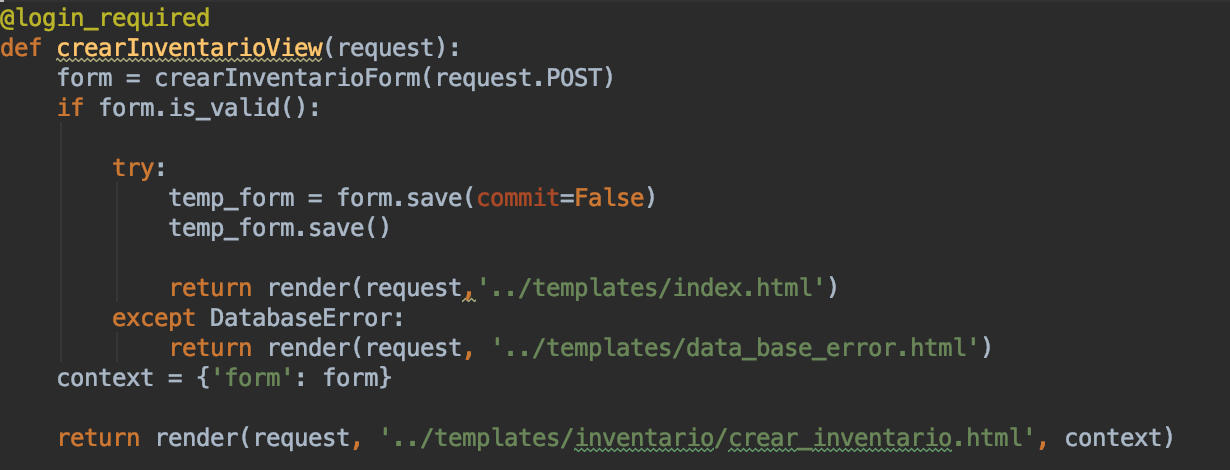 @login_required
def crearInventarioView(request):
    form = crearInventarioForm(request.POST)
    if form.is_valid():
        try:
            temp_form = form.save(commit=False)
            temp_form.save()
            return render(request,'../templates/index.html')
        except DatabaseError:
            return render(request, '../templates/data_base_error.html')
    context = {'form': form}
    return render(request, '../templates/inventario/crear_inventario.html', context)